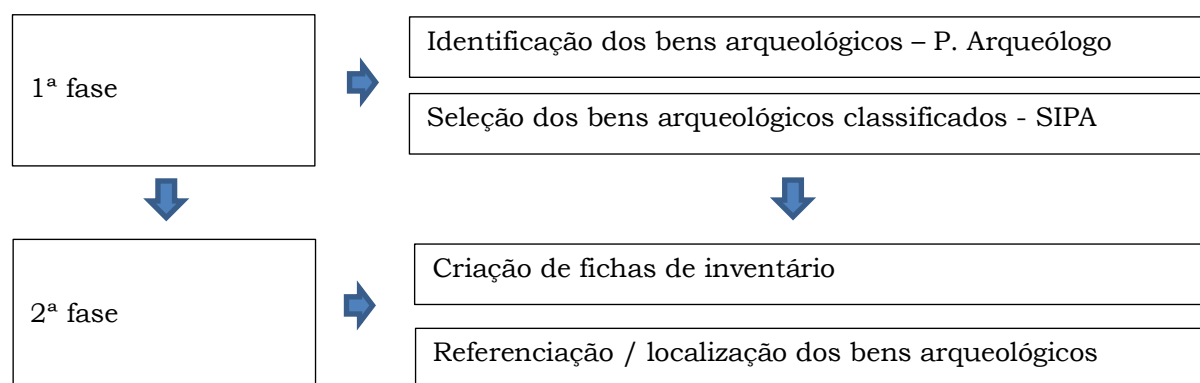 1ª fase
Identificação dos bens arqueológicos – P. Arqueólogo
Seleção dos bens arqueológicos classificados - SIPA
2ª fase
Criação de fichas de inventário
Referenciação / localização dos bens arqueológicos